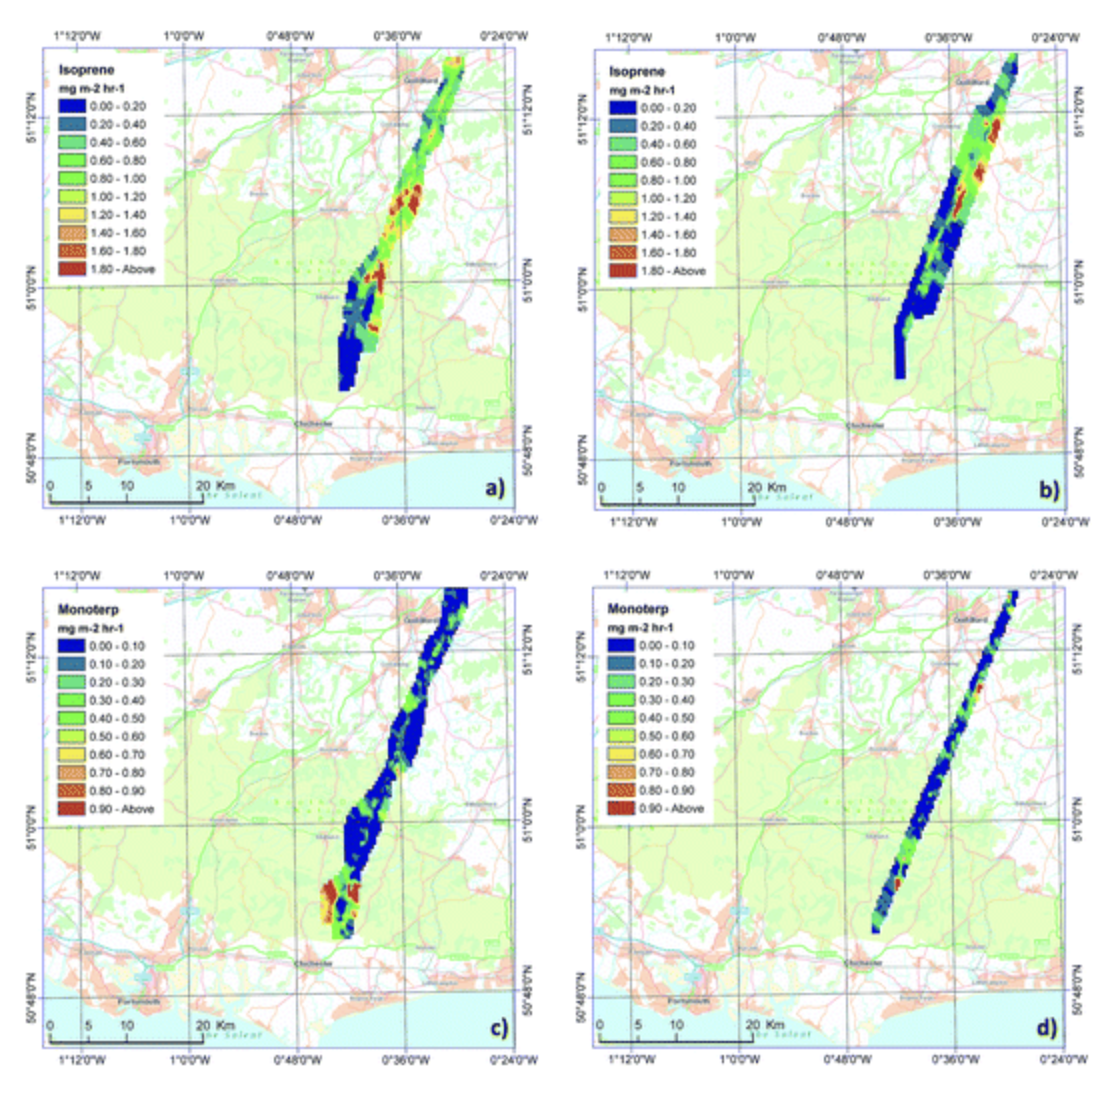 1°12'0"W 1°0'0"W 0°48'0"W 0°36'0"W 0°24'0"W
Isoprene
mg m-2 hr-1
0.00 - 0.20
0.20 - 0.40
0.40 - 0.60
0.60 - 0.80
0.80 - 1.00
1.00 - 1.20
1.20 - 1.40
1.40 - 1.60
1.60 - 1.80
1.80 - Above
51°12'0"N
51°0'0"N
50°48'0"N
Guildford
Chichester
Portsmouth
The Solent
0 5 10 20 Km
a)
1°12'0"W 1°0'0"W 0°48'0"W 0°36'0"W 0°24'0"W
1°12'0"W 1°0'0"W 0°48'0"W 0°36'0"W 0°24'0"W
Isoprene
mg m-2 hr-1
0.00 - 0.20
0.20 - 0.40
0.40 - 0.60
0.60 - 0.80
0.80 - 1.00
1.00 - 1.20
1.20 - 1.40
1.40 - 1.60
1.60 - 1.80
1.80 - Above
51°12'0"N
51°0'0"N
50°48'0"N
Guildford
Chichester
Portsmouth
The Solent
0 5 10 20 Km
b)
1°12'0"W 1°0'0"W 0°48'0"W 0°36'0"W 0°24'0"W
1°12'0"W 1°0'0"W 0°48'0"W 0°36'0"W 0°24'0"W
Monoterp
mg m-2 hr-1
0.00 - 0.10
0.10 - 0.20
0.20 - 0.30
0.30 - 0.40
0.40 - 0.50
0.50 - 0.60
0.60 - 0.70
0.70 - 0.80
0.80 - 0.90
0.90 - Above
51°12'0"N
51°0'0"N
50°48'0"N
Guildford
Chichester
Portsmouth
The Solent
0 5 10 20 Km
c)
1°12'0"W 1°0'0"W 0°48'0"W 0°36'0"W 0°24'0"W
1°12'0"W 1°0'0"W 0°48'0"W 0°36'0"W 0°24'0"W
Monoterp
mg m-2 hr-1
0.00 - 0.10
0.10 - 0.20
0.20 - 0.30
0.30 - 0.40
0.40 - 0.50
0.50 - 0.60
0.60 - 0.70
0.70 - 0.80
0.80 - 0.90
0.90 - Above
51°12'0"N
51°0'0"N
50°48'0"N
Guildford
Chichester
Portsmouth
The Solent
0 5 10 20 Km
d)
1°12'0"W 1°0'0"W 0°48'0"W 0°36'0"W 0°24'0"W